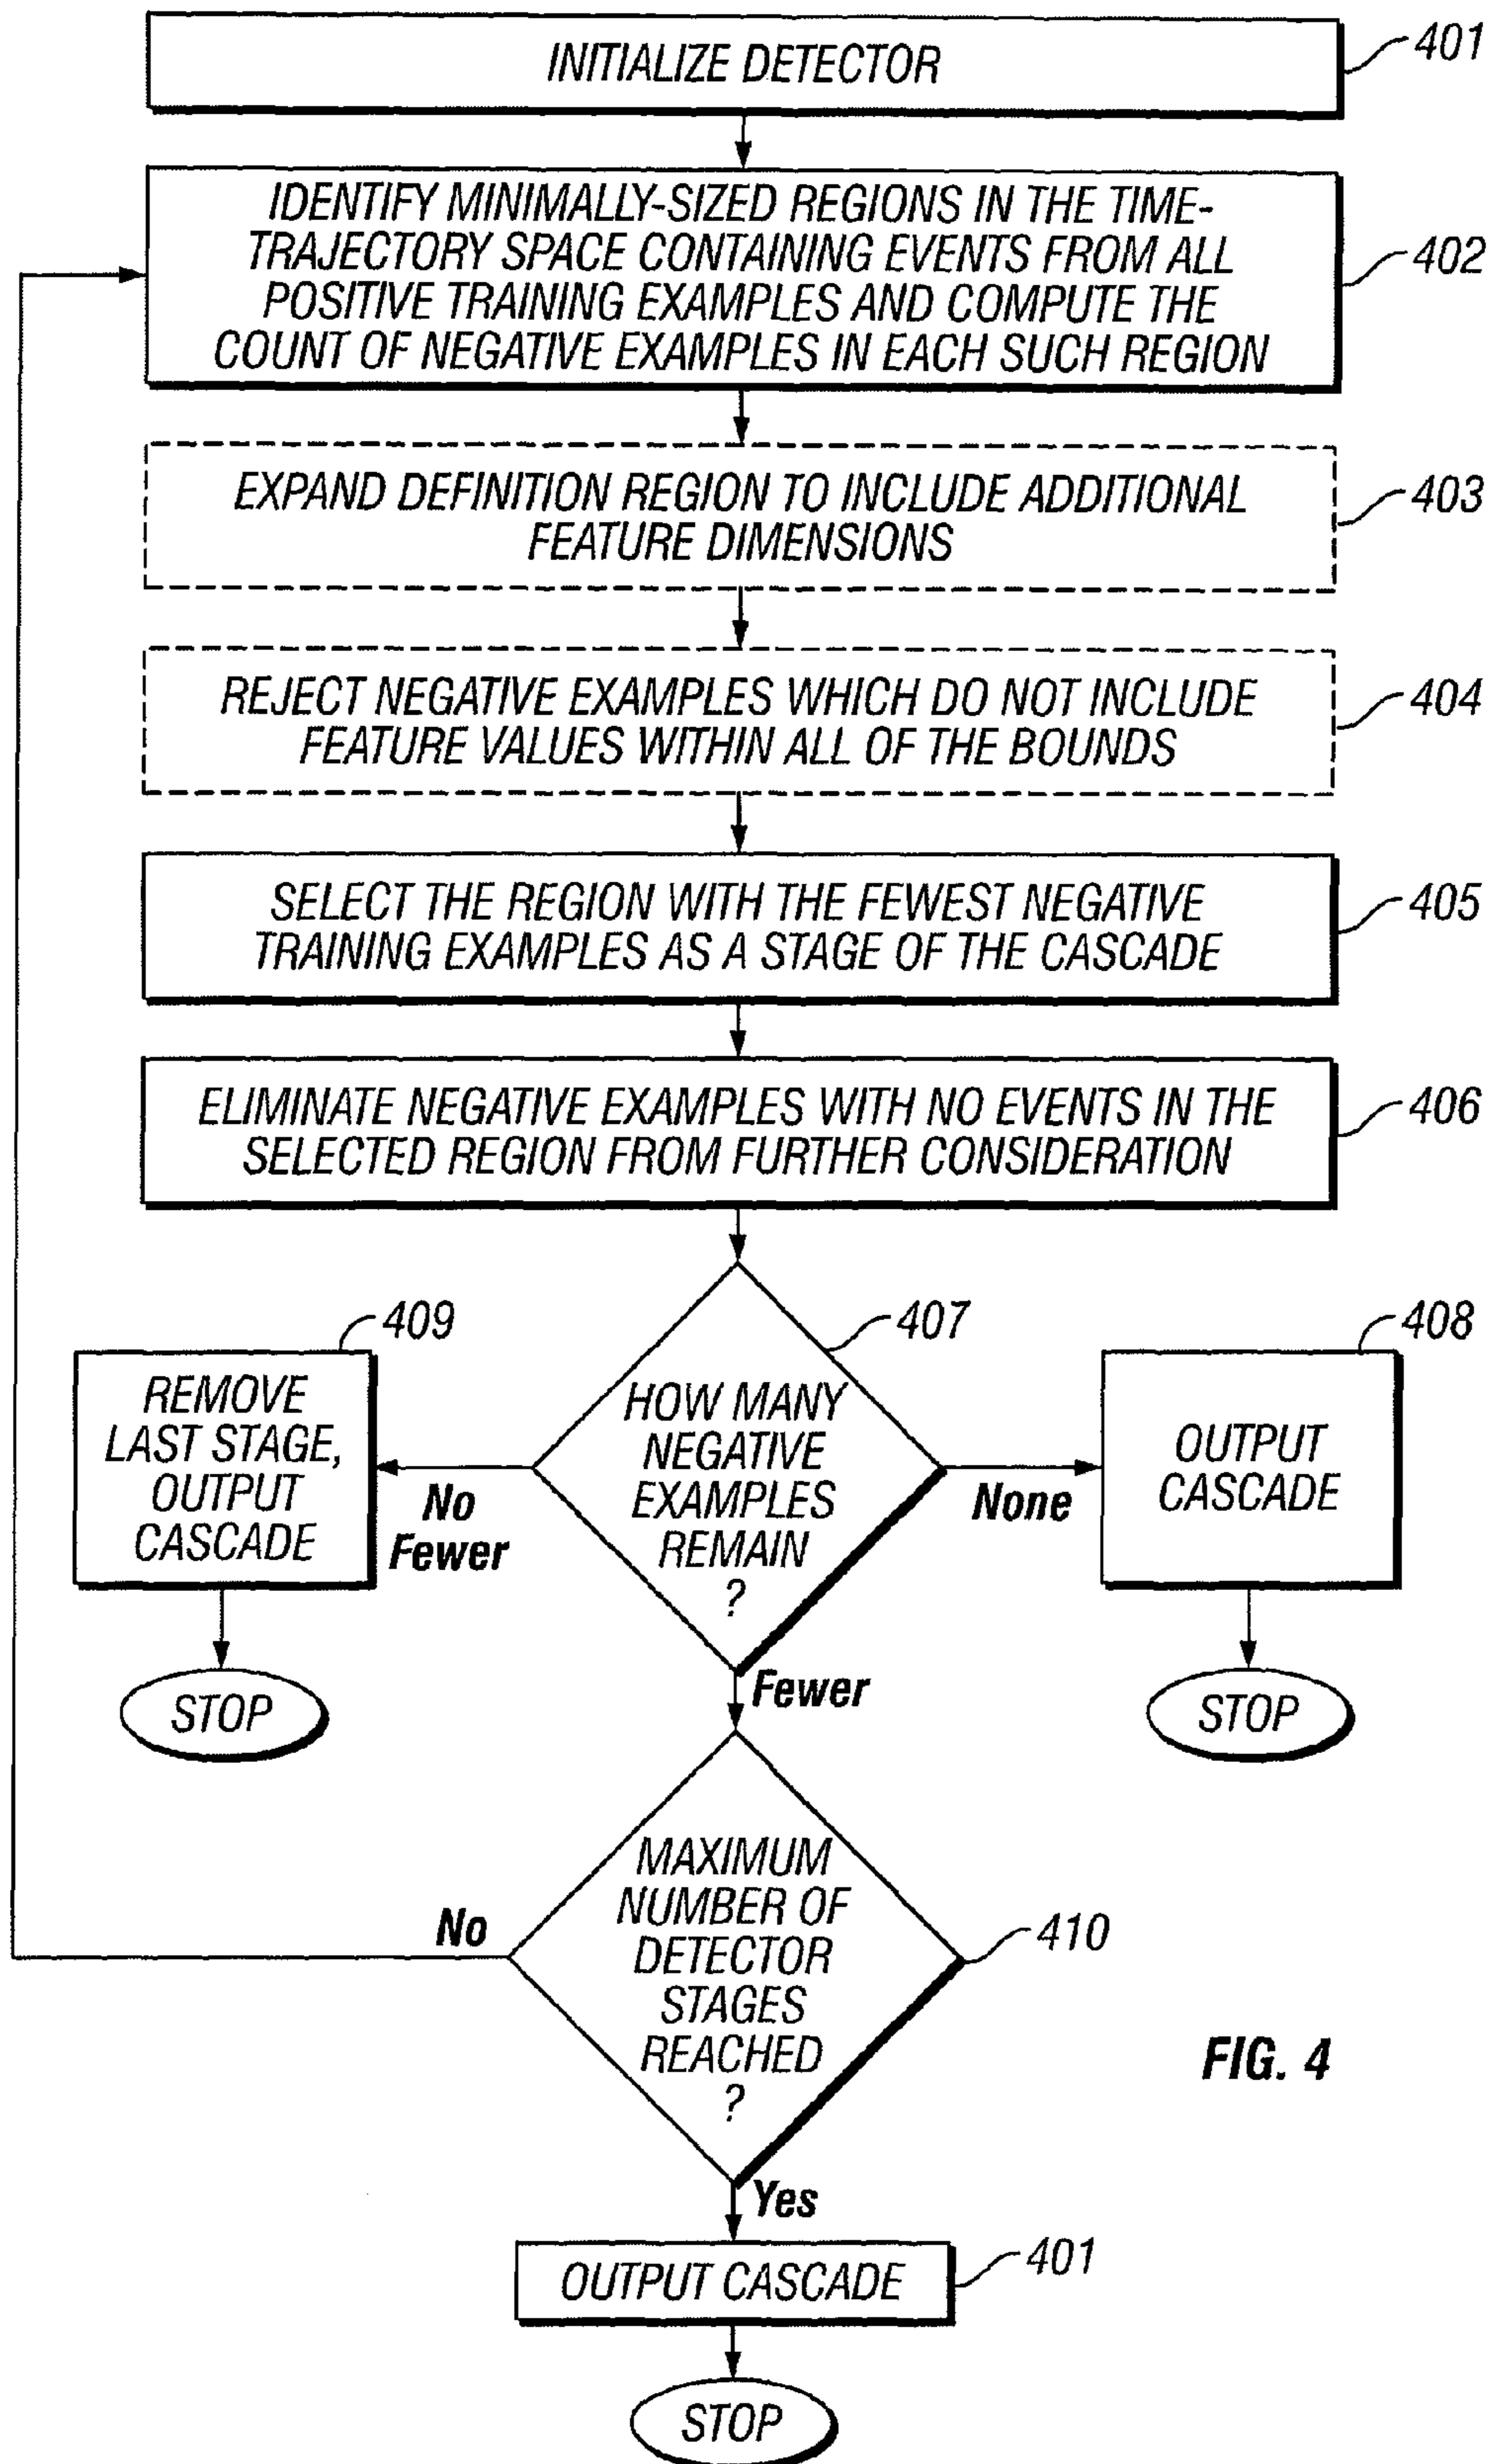 INITIALIZE DETECTOR
401
IDENTIFY MINIMALLY-SIZED REGIONS IN THE TIME-
TRAJECTORY SPACE CONTAINING EVENTS FROM ALL
POSITIVE TRAINING EXAMPLES AND COMPUTE THE
COUNT OF NEGATIVE EXAMPLES IN EACH SUCH REGION
402
EXPAND DEFINITION REGION TO INCLUDE ADDITIONAL
FEATURE DIMENSIONS
403
REJECT NEGATIVE EXAMPLES WHICH DO NOT INCLUDE
FEATURE VALUES WITHIN ALL OF THE BOUNDS
404
SELECT THE REGION WITH THE FEWEST NEGATIVE
TRAINING EXAMPLES AS A STAGE OF THE CASCADE
405
ELIMINATE NEGATIVE EXAMPLES WITH NO EVENTS IN THE
SELECTED REGION FROM FURTHER CONSIDERATION
406
409
REMOVE
LAST STAGE,
OUTPUT
CASCADE
No
Fewer
STOP
407
HOW MANY
NEGATIVE
EXAMPLES
REMAIN
?
None
408
OUTPUT
CASCADE
STOP
Fewer
MAXIMUM
NUMBER OF
DETECTOR
STAGES
REACHED
?
No
410
Yes
OUTPUT CASCADE
401
STOP
FIG. 4